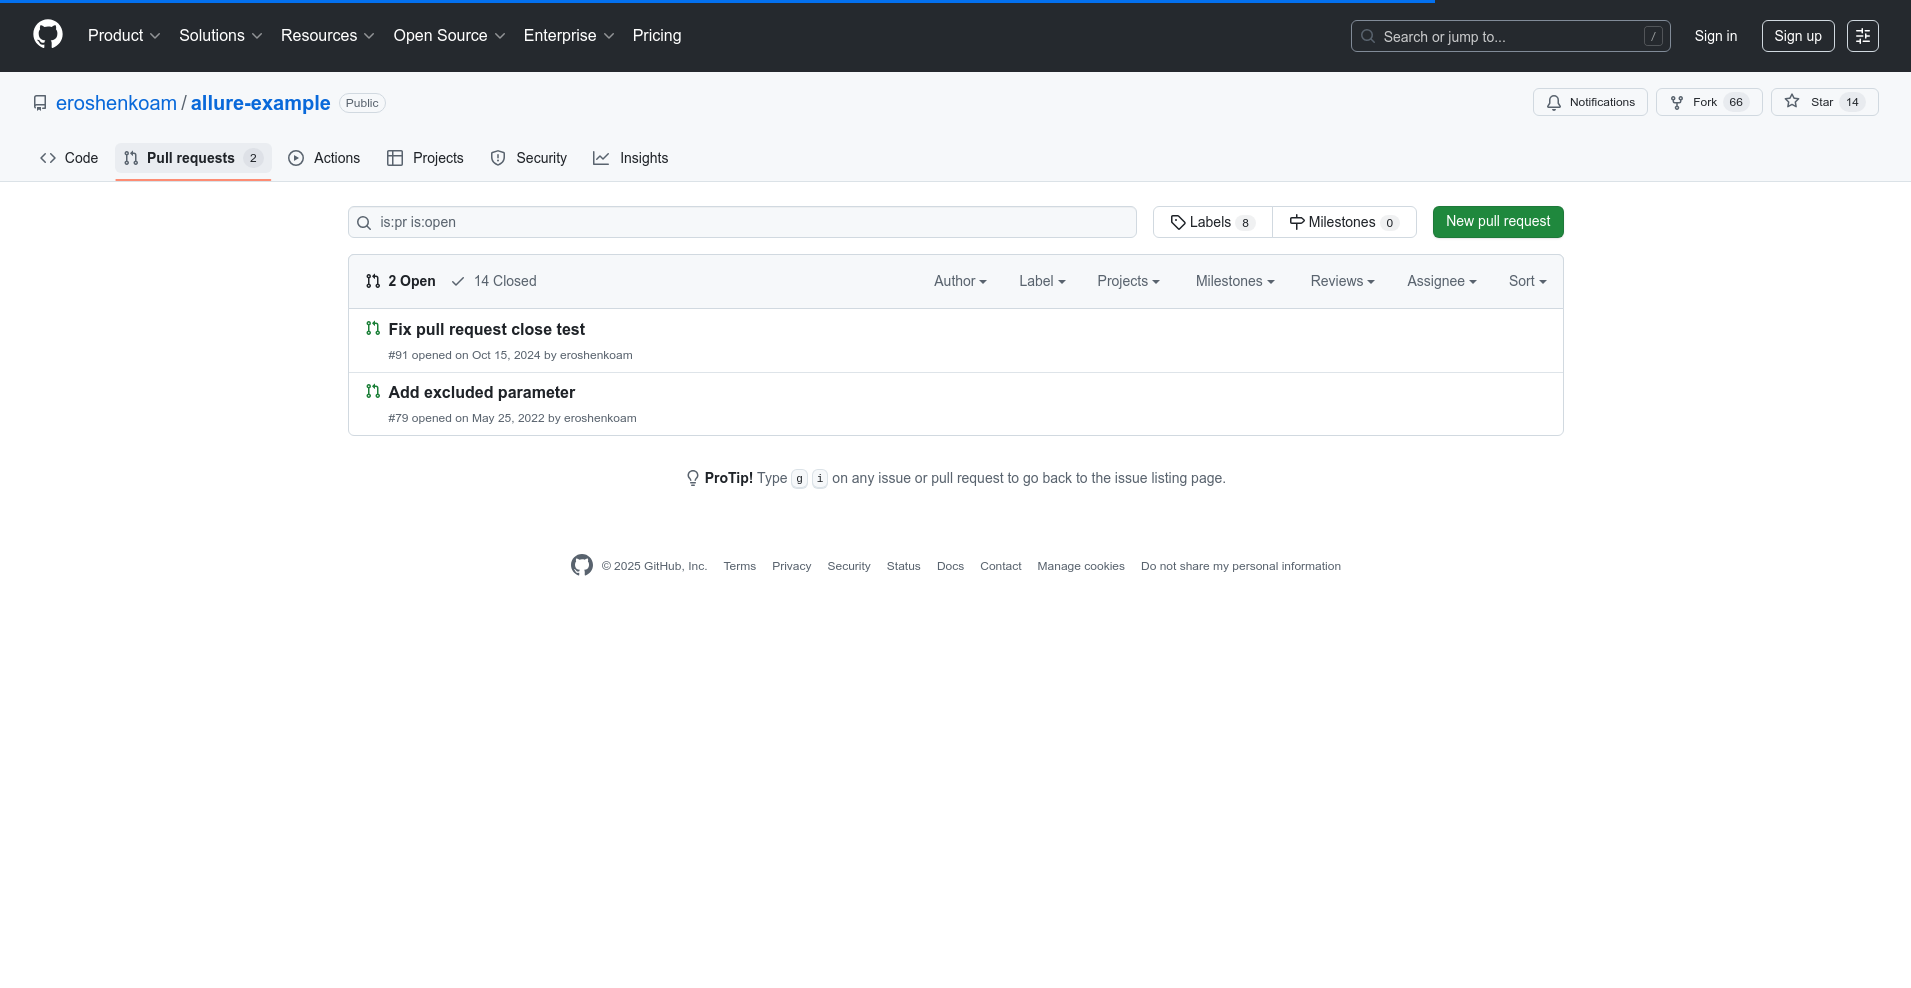 Product Solutions Resources Open Source Enterprise Pricing Search or jump to... / Sign in Sign up
eroshenkoam / allure-example Public Notifications Fork 66 Star 14
Code Pull requests 2 Actions Projects Security Insights
is:pr is:open Labels 8 Milestones 0 New pull request
2 Open 14 Closed Author Label Projects Milestones Reviews Assignee Sort
Fix pull request close test
#91 opened on Oct 15, 2024 by eroshenkoam
Add excluded parameter
#79 opened on May 25, 2022 by eroshenkoam
ProTip! Type g i on any issue or pull request to go back to the issue listing page.
© 2025 GitHub, Inc. Terms Privacy Security Status Docs Contact Manage cookies Do not share my personal information